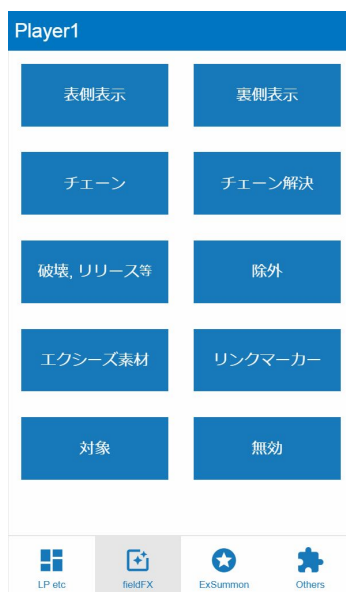 Player1
表側表示
裏側表示
チェーン
チェーン解決
破壊, リリース等
除外
エクシーズ素材
リンクマーカー
対象
無効
LP etc
fieldFX
ExSummon
Others